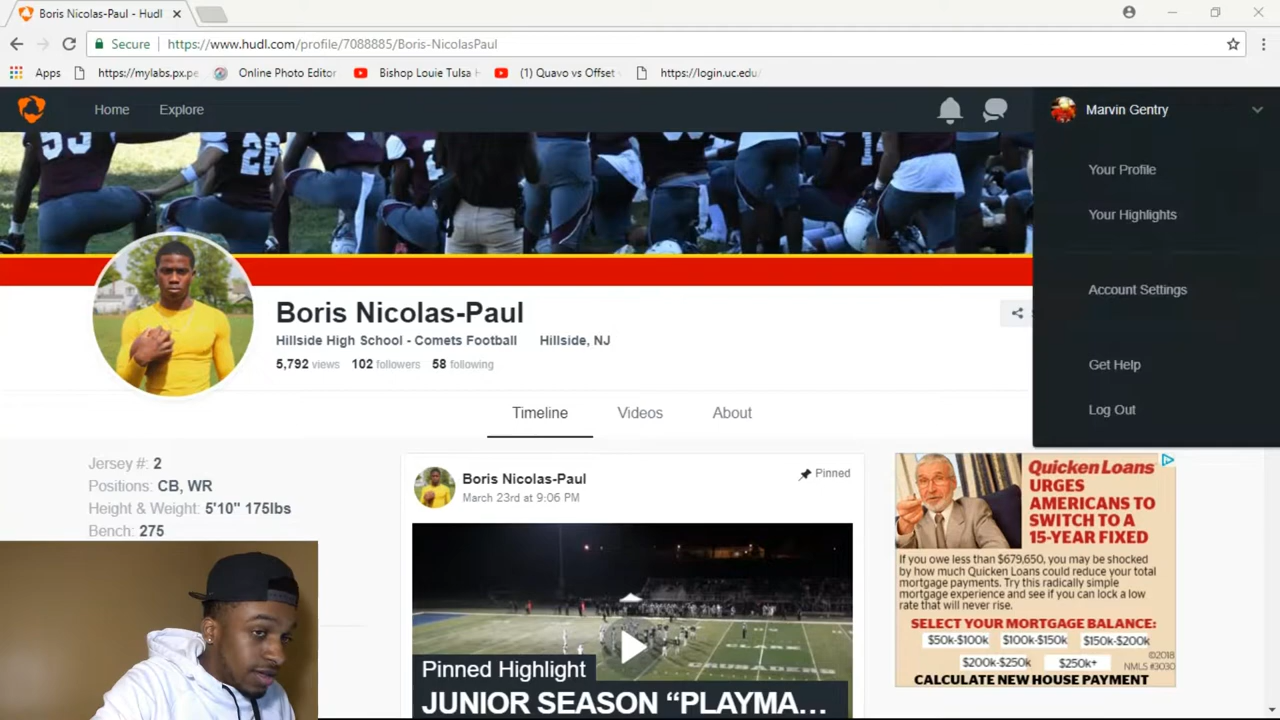 Boris Nicolas-Paul - Hudl
Secure https://www.hudl.com/profile/7088885/Boris-NicolasPaul
Apps https://mylabs.px.pe Online Photo Editor Bishop Louie Tulsa (1) Quavo vs Offset https://login.uc.edu/
Home Explore Marvin Gentry
Your Profile
Your Highlights
Account Settings
Get Help
Log Out
53 26
Boris Nicolas-Paul
Hillside High School - Comets Football Hillside, NJ
5,792 views 102 followers 58 following
Timeline Videos About
Jersey #: 2
Positions: CB, WR
Height & Weight: 5'10" 175lbs
Bench: 275
Boris Nicolas-Paul
March 23rd at 9:06 PM
Pinned
Pinned Highlight
JUNIOR SEASON “PLAYMA...
Quicken Loans
URGES
AMERICANS TO
SWITCH TO A
15-YEAR FIXED
If you owe less than $679,650, you may be shocked
by how much Quicken Loans could reduce your total
mortgage payments. Try this radically simple
mortgage experience and see if you can lock a low
rate that will never rise.
SELECT YOUR MORTGAGE BALANCE:
$50k-$100k $100k-$150k $150k-$200k
$200k-$250k $250k+
©2018
NMLS #3030
CALCULATE NEW HOUSE PAYMENT